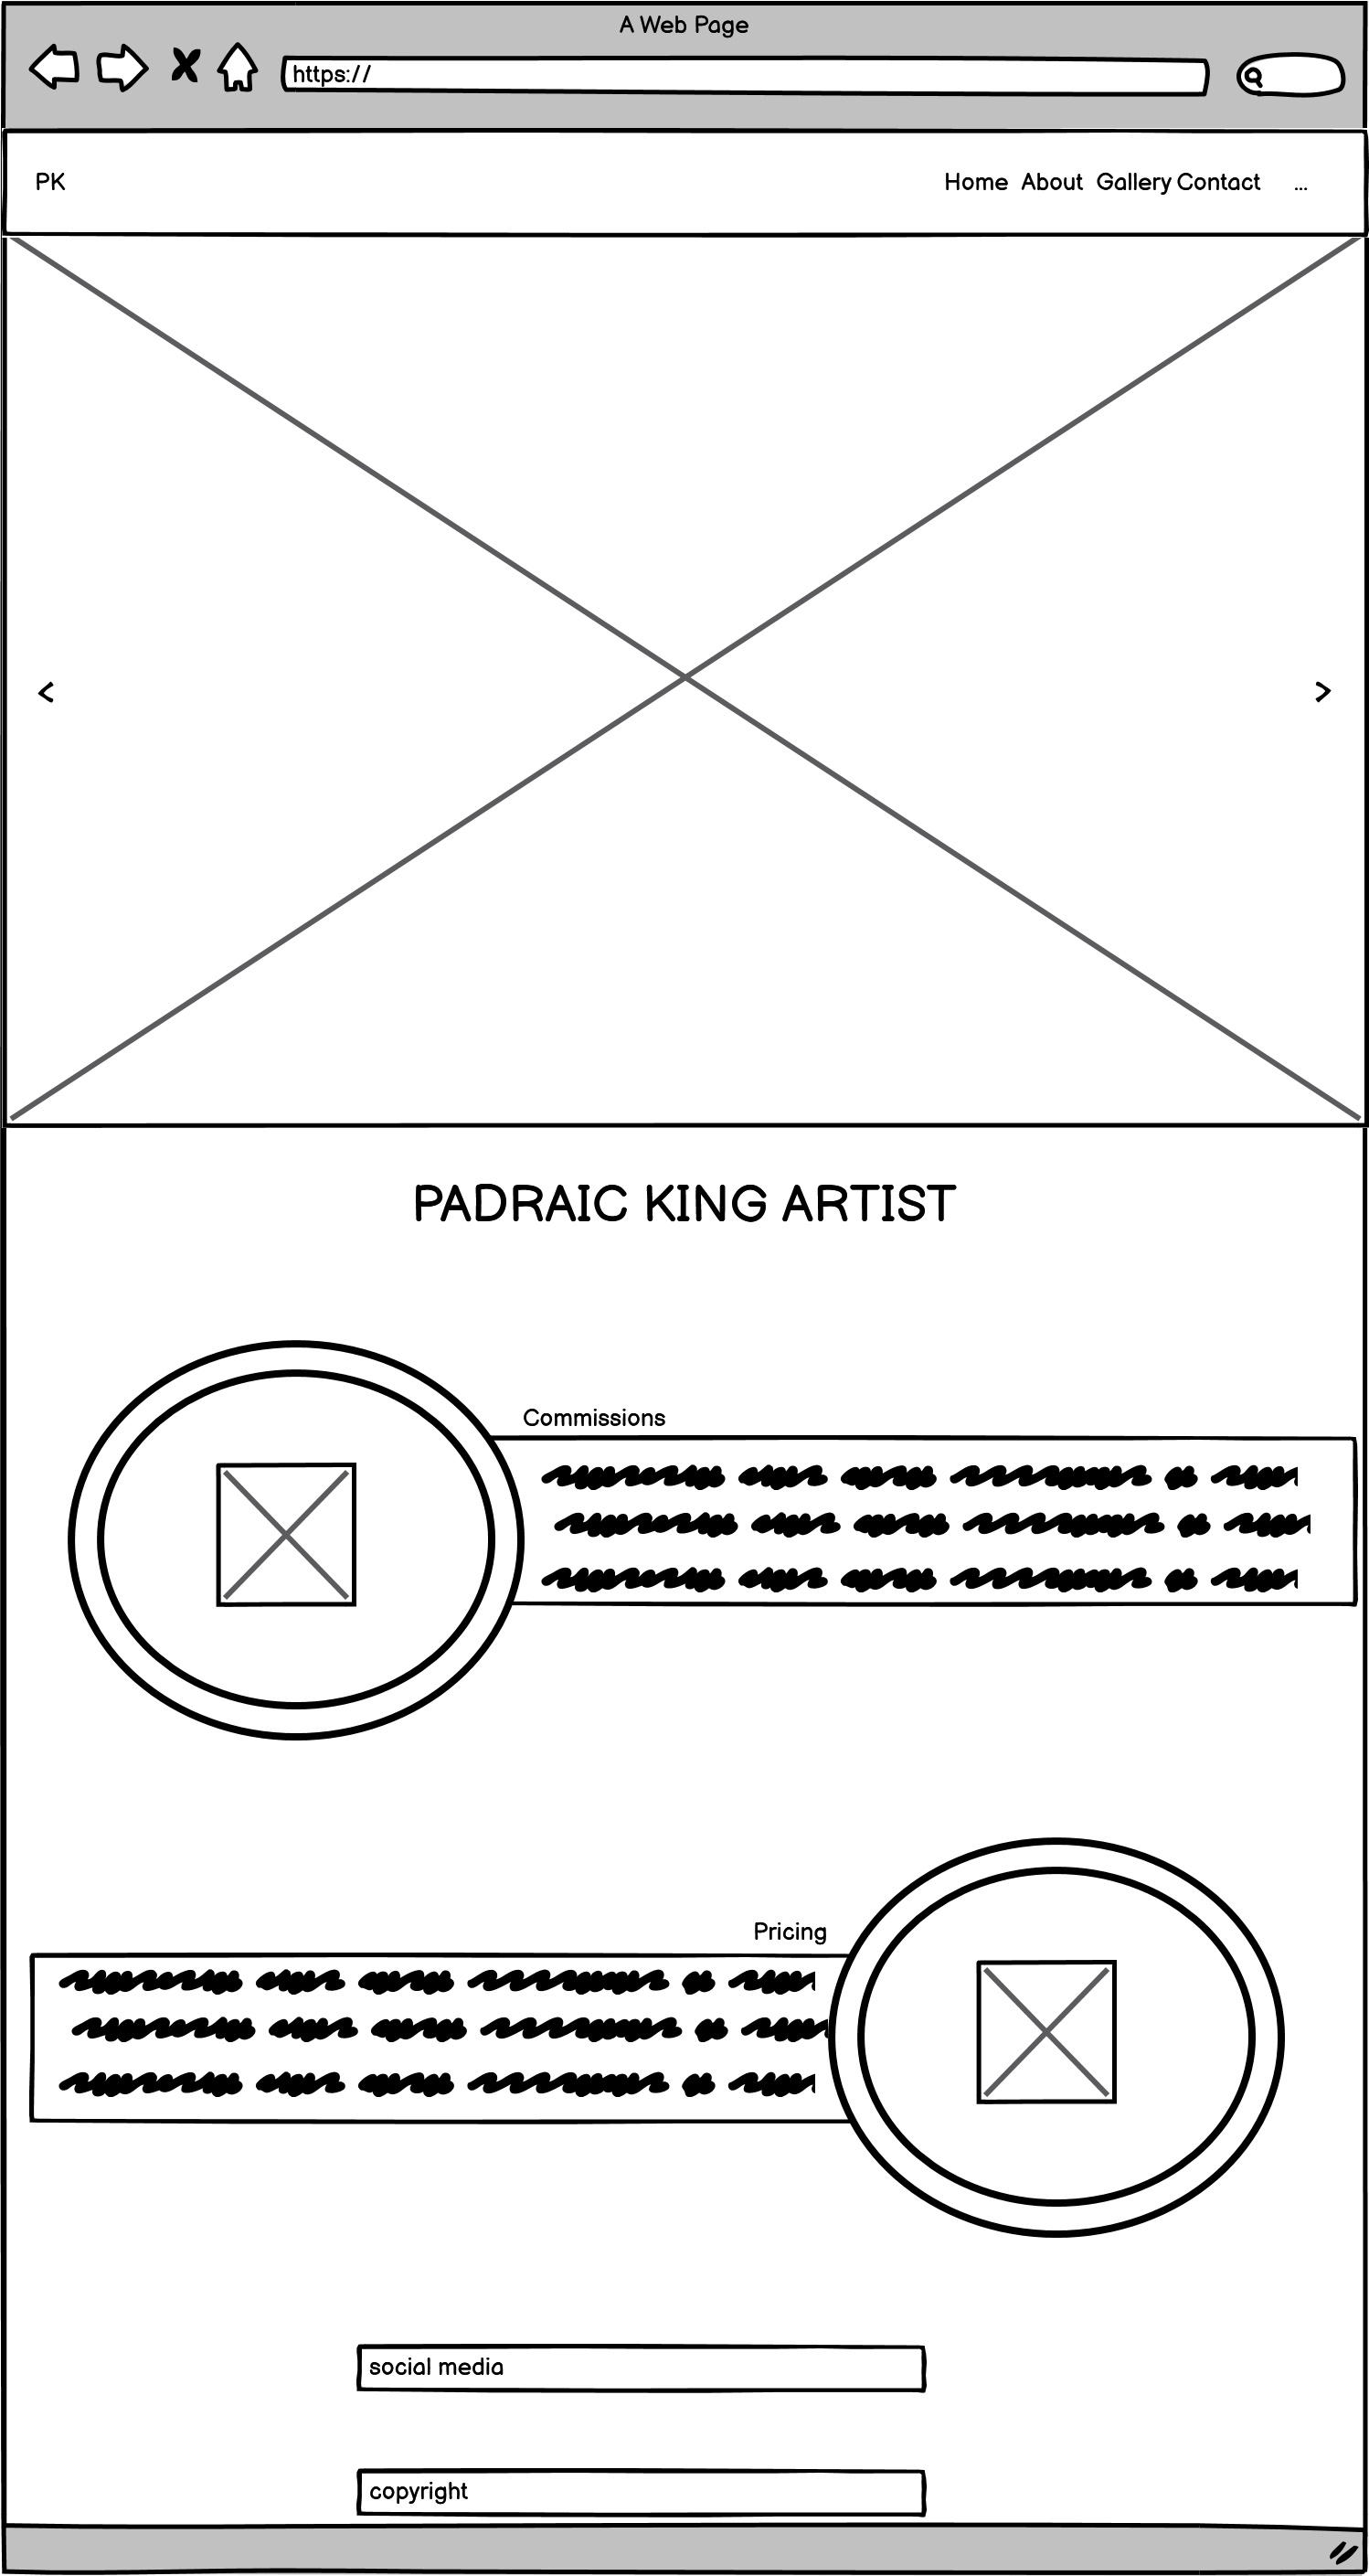 A Web Page
https://
PK
Home About Gallery Contact ...
<
>
PADRAIC KING ARTIST
Commissions
Pricing
social media
copyright